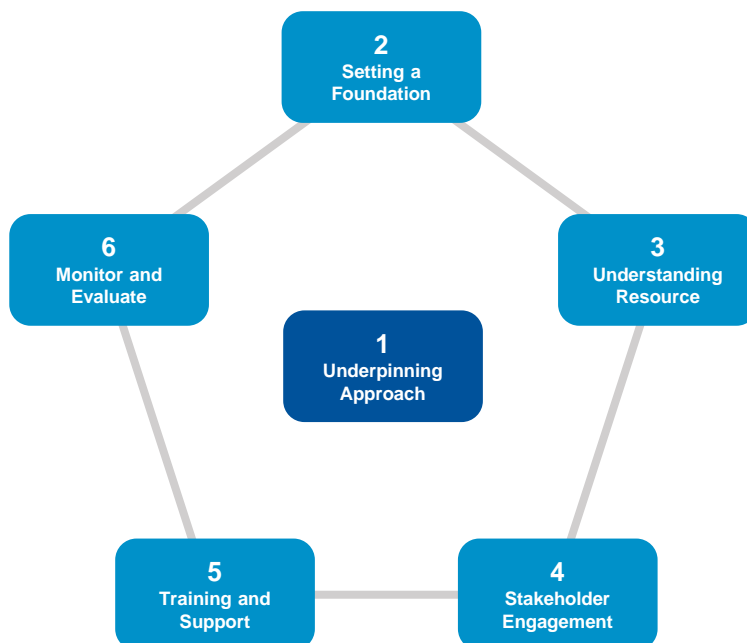 2
Setting a
Foundation
6
Monitor and
Evaluate
3
Understanding
Resource
1
Underpinning
Approach
5
Training and
Support
4
Stakeholder
Engagement